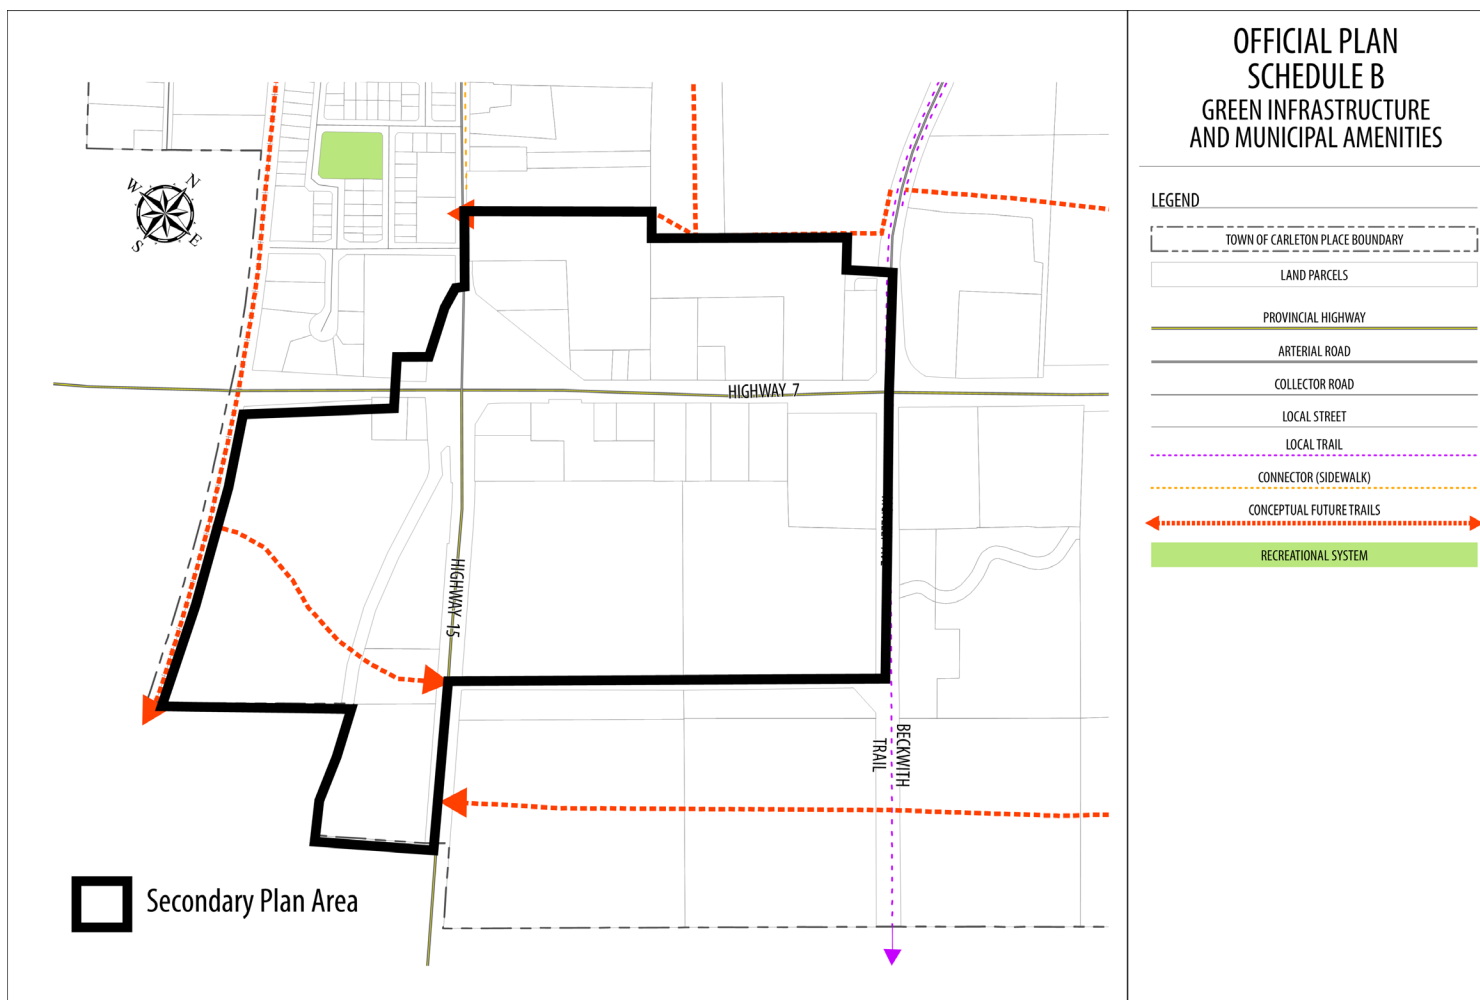 OFFICIAL PLAN
SCHEDULE B
GREEN INFRASTRUCTURE
AND MUNICIPAL AMENITIES
LEGEND
TOWN OF CARLETON PLACE BOUNDARY
LAND PARCELS
PROVINCIAL HIGHWAY
ARTERIAL ROAD
COLLECTOR ROAD
LOCAL STREET
LOCAL TRAIL
CONNECTOR (SIDEWALK)
CONCEPTUAL FUTURE TRAILS
RECREATIONAL SYSTEM
N
W
E
S
HIGHWAY 7
HIGHWAY 15
BECKWITH
TRAIL
Secondary Plan Area